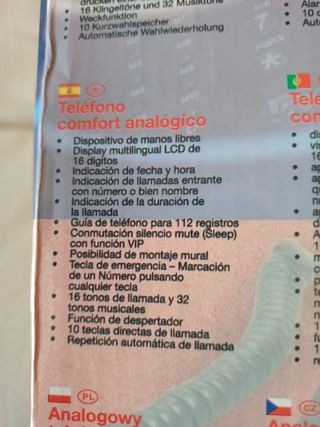 16 Klingeltöne und 32 Musiktöne
• Weckfunktion
• 10 Kurzwahlspeicher
• Automatische Wahlwiederholung
E
Teléfono
comfort analógico
• Dispositivo de manos libres
• Display multilingual LCD de
16 digítos
• Indicación de fecha y hora
• Indicación de llamadas entrante
con número o bien nombre
• Indicación de la duración de
la llamada
• Guía de teléfono para 112 registros
• Conmutación silencio mute (Sleep)
con función VIP
• Posibilidad de montaje mural
• Tecla de emergencia – Marcación
de un Número pulsando
cualquier tecla
• 16 tonos de llamada y 32
tonos musicales
• Función de despertador
• 10 teclas directas de llamada
• Repetición automática de llamada
PL
Analogowy
CZ